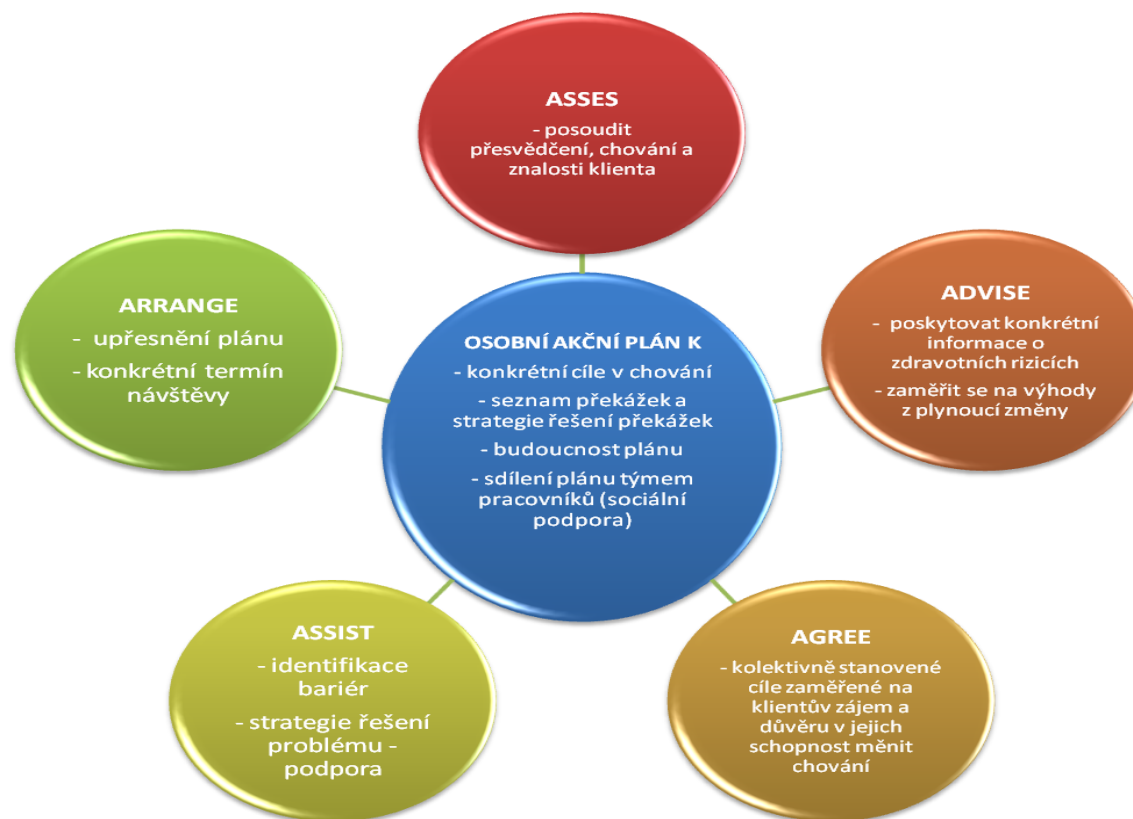 ASSES
- posoudit
přesvědčení, chování a
znalosti klienta
ARRANGE
- upřesnění plánu
- konkrétní termín
návštěvy
OSOBNÍ AKČNÍ PLÁN K
- konkrétní cíle v chování
- seznam překážek a
strategie řešení překážek
- budoucnost plánu
- sdílení plánu týmem
pracovníků (sociální
podpora)
ADVISE
- poskytovat konkrétní
informace o
zdravotních rizicích
- zaměřit se na výhody
z plynoucí změny
ASSIST
- identifikace
bariér
- strategie řešení
problému -
podpora
AGREE
- kolektivně stanovené
cíle zaměřené na
klientův zájem a
důvěru v jejich
schopnost měnit
chování